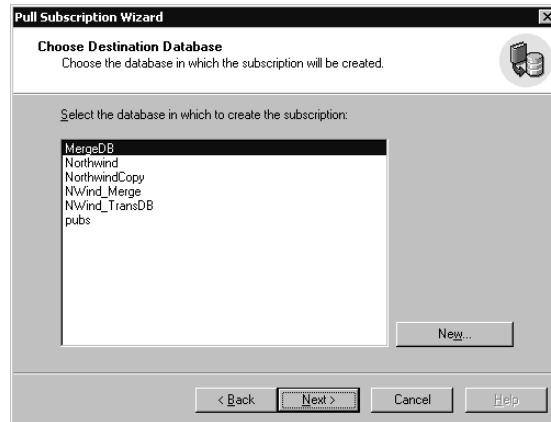 Pull Subscription Wizard
Choose Destination Database
Choose the database in which the subscription will be created.
Select the database in which to create the subscription:
MergeDB
Northwind
NorthwindCopy
NWind_Merge
NWind_TransDB
pubs
New...
< Back
Next >
Cancel
Help